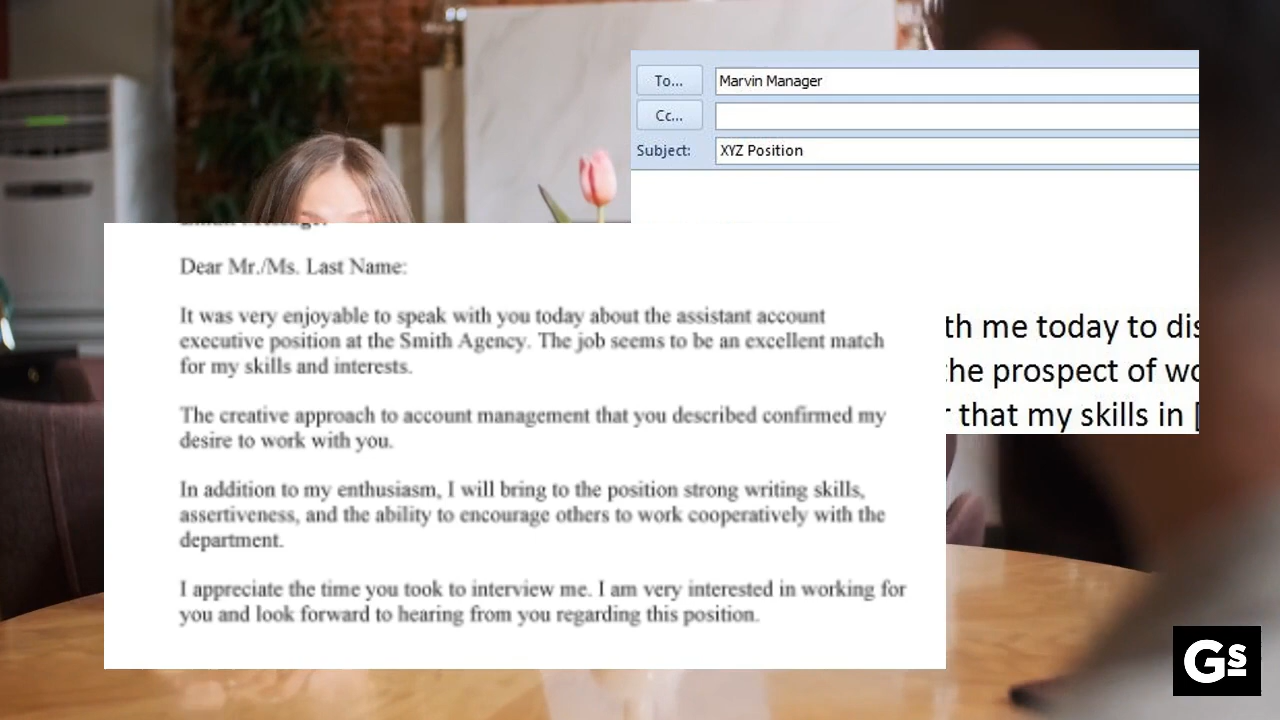 To...
Marvin Manager
Cc...
Subject:
XYZ Position
Dear Mr./Ms. Last Name:
It was very enjoyable to speak with you today about the assistant account
executive position at the Smith Agency. The job seems to be an excellent match
for my skills and interests.
The creative approach to account management that you described confirmed my
desire to work with you.
In addition to my enthusiasm, I will bring to the position strong writing skills,
assertiveness, and the ability to encourage others to work cooperatively with the
department.
I appreciate the time you took to interview me. I am very interested in working for
you and look forward to hearing from you regarding this position.
th me today to dis
the prospect of wo
that my skills in [
Gs